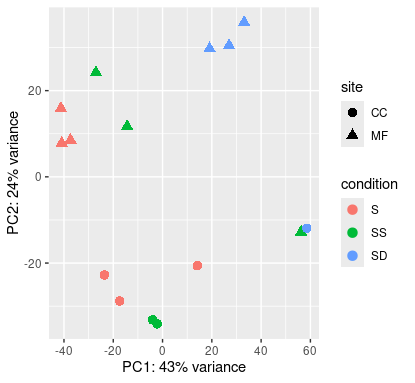 20
0
-20
-40
-20
0
20
40
60
PC1: 43% variance
PC2: 24% variance
site
CC
MF
condition
S
SS
SD